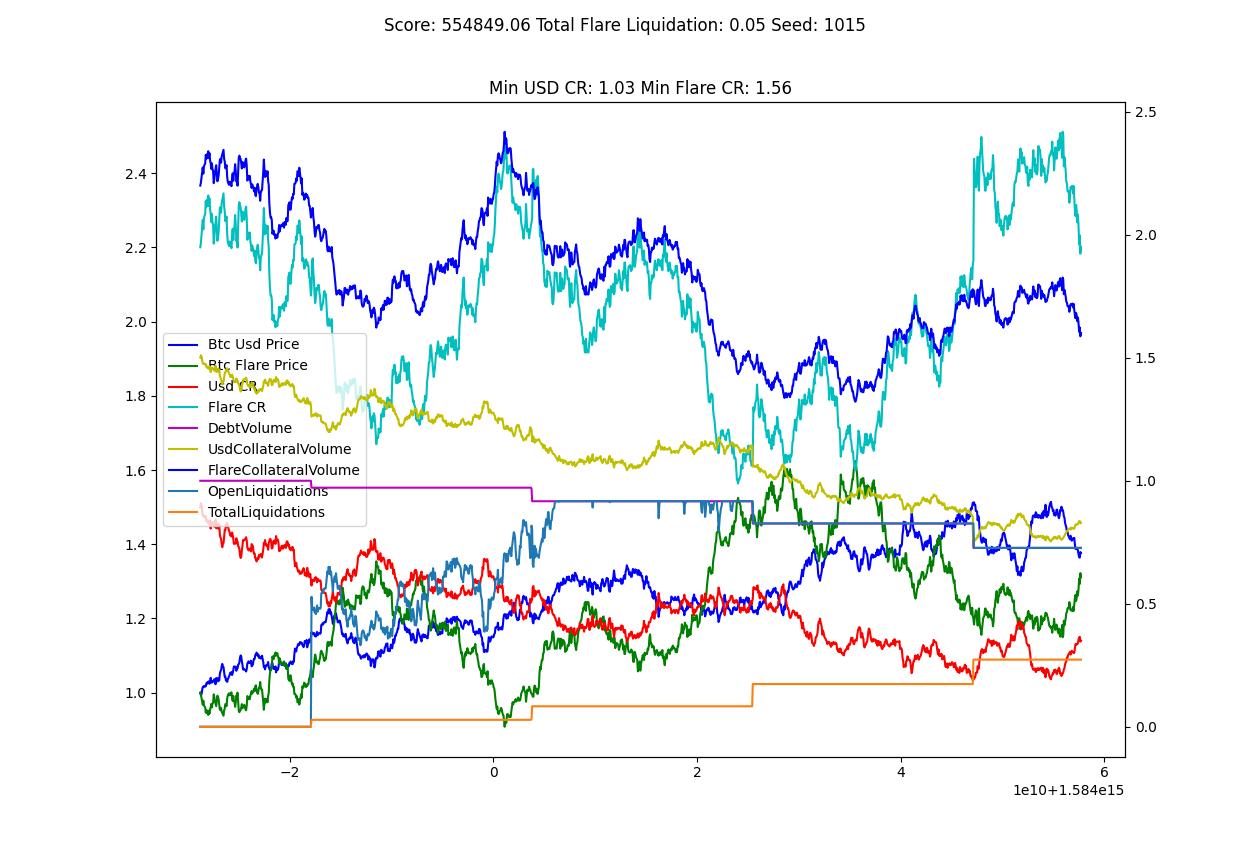 Score: 554849.06 Total Flare Liquidation: 0.05 Seed: 1015
Min USD CR: 1.03 Min Flare CR: 1.56
2.4
2.2
2.0
1.8
1.6
1.4
1.2
1.0
2.5
2.0
1.5
1.0
0.5
0.0
Btc Usd Price
Btc Flare Price
Usd CR
Flare CR
DebtVolume
UsdCollateralVolume
FlareCollateralVolume
OpenLiquidations
TotalLiquidations
−2 0 2 4 6
1e10+1.584e15